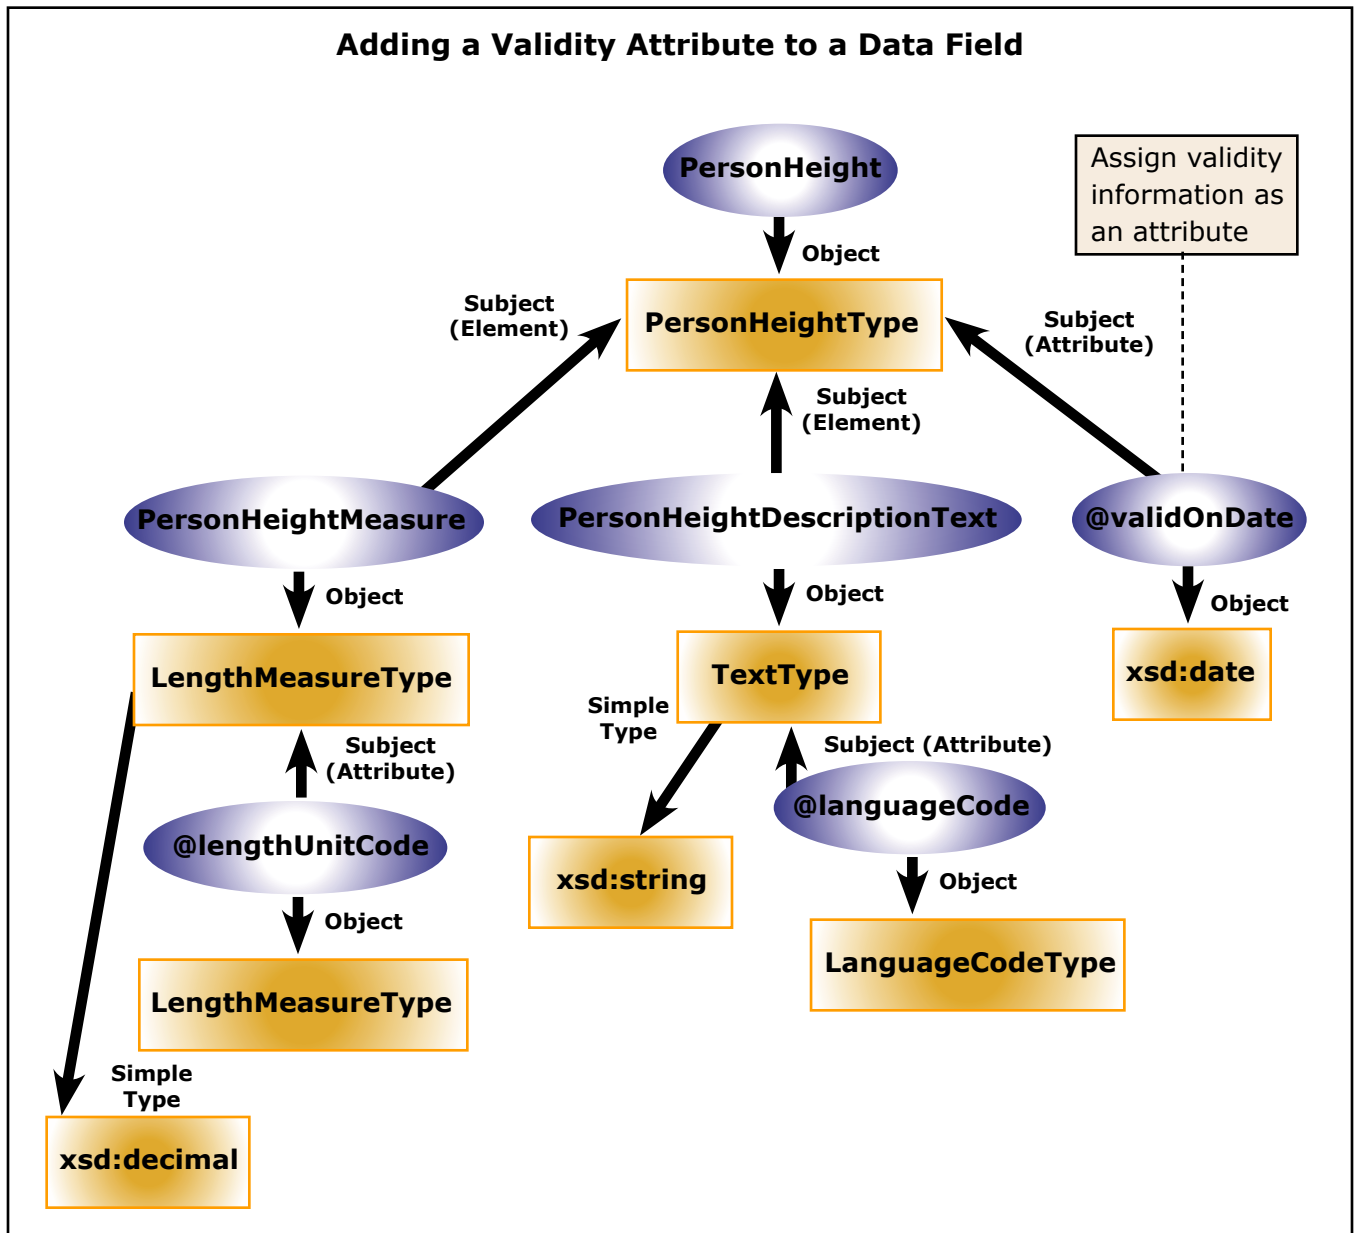 Adding a Validity Attribute to a Data Field
PersonHeight
Assign validity
information as
an attribute
Object
PersonHeightType
Subject
(Element)
Subject
(Attribute)
Subject
(Element)
PersonHeightMeasure
PersonHeightDescriptionText
@validOnDate
Object
Object
Object
LengthMeasureType
TextType
xsd:date
Simple
Type
Subject
(Attribute)
Subject (Attribute)
@lengthUnitCode
@languageCode
xsd:string
Object
Object
LengthMeasureType
LanguageCodeType
Simple
Type
xsd:decimal